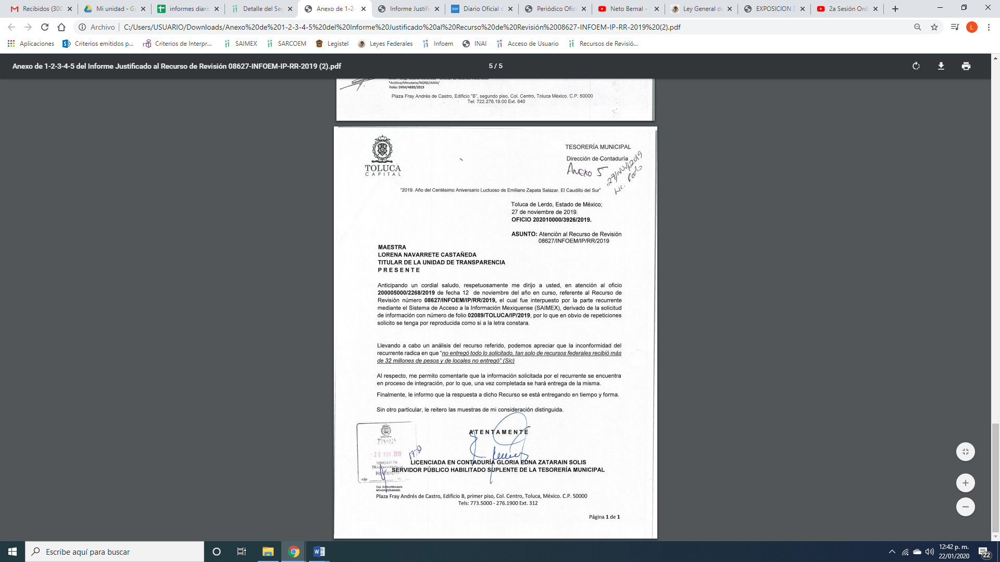 Recibidos (300
Mi unidad - Go
informes diario
Detalle del Seg
Anexo de 1-2-
Informe Justifi
Diario Oficial d
Periódico Ofici
Neto Bernal -
Ley General de
EXPOSICION D
2a Sesión Ordi
Archivo
C:/Users/USUARIO/Downloads/Anexo%20de%201-2-3-4-5%20del%20Informe%20Justificado%20al%20Recurso%20de%20Revisión%2008627-INFOEM-IP-RR-2019%20(2).pdf
L
Aplicaciones
Criterios emitidos p...
Criterios de Interpr...
SAIMEX
SARCOEM
Legistel
Leyes Federales
Infoem
INAI
Acceso de Usuario
Recursos de Revisió...
Anexo de 1-2-3-4-5 del Informe Justificado al Recurso de Revisión 08627-INFOEM-IP-RR-2019 (2).pdf
5 / 5
*Archivo/Minutario/NGRB/JAMA/
Folio: DRM/4880/2019
Plaza Fray Andrés de Castro, Edificio "B", segundo piso, Col. Centro, Toluca México. C.P. 50000
Tel: 722.276.19.00 Ext. 640
TOLUCA
CAPITAL
TESORERÍA MUNICIPAL
Dirección de Contaduría
Anexo 5
27/NOV/2019
Lic.
"2019. Año del Centésimo Aniversario Luctuoso de Emiliano Zapata Salazar. El Caudillo del Sur"
Toluca de Lerdo, Estado de México;
27 de noviembre de 2019.
OFICIO 202010000/3926/2019.
ASUNTO: Atención al Recurso de Revisión
08627/INFOEM/IP/RR/2019
MAESTRA
LORENA NAVARRETE CASTAÑEDA
TITULAR DE LA UNIDAD DE TRANSPARENCIA
P R E S E N T E
Anticipando un cordial saludo, respetuosamente me dirijo a usted, en atención al oficio
200005000/2268/2019 de fecha 12 de noviembre del año en curso, referente al Recurso de
Revisión número 08627/INFOEM/IP/RR/2019, el cual fue interpuesto por la parte recurrente
mediante el Sistema de Acceso a la Información Mexiquense (SAIMEX), derivado de la solicitud
de información con número de folio 02089/TOLUCA/IP/2019, por lo que en obvio de repeticiones
solicito se tenga por reproducida como si a la letra constara.
Llevando a cabo un análisis del recurso referido, podemos apreciar que la inconformidad del
recurrente radica en que "no entregó todo lo solicitado, tan solo de recursos federales recibió más
de 32 millones de pesos y de locales no entregó" (Sic)
Al respecto, me permito comentarle que la información solicitada por el recurrente se encuentra
en proceso de integración, por lo que, una vez completada se hará entrega de la misma.
Finalmente, le informo que la respuesta a dicho Recurso se está entregando en tiempo y forma.
Sin otro particular, le reitero las muestras de mi consideración distinguida.
A T E N T A M E N T E
TOLUCA
28 NOV 2019
17:33
UNIDAD DE
TRANSPARENCIA
RECIBIDO
LICENCIADA EN CONTADURÍA GLORIA EDNA ZATARAIN SOLIS
SERVIDOR PÚBLICO HABILITADO SUPLENTE DE LA TESORERÍA MUNICIPAL
Ccp. Archivo/Minutario
MCAS/GEZS/MAMG
Plaza Fray Andrés de Castro, Edificio B, primer piso, Col. Centro, Toluca, México. C.P. 50000
Tels: 773.5000 - 276.1900 Ext. 312
Página 1 de 1
Escribe aquí para buscar
12:42 p. m.
22/01/2020
22